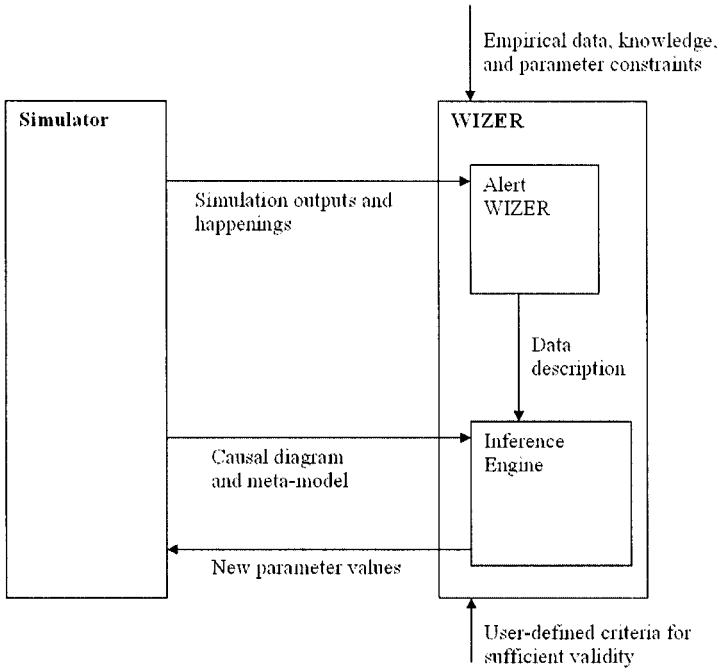 Empirical data, knowledge,
and parameter constraints
Simulator
WIZER
Alert
WIZER
Simulation outputs and
happenings
Data
description
Inference
Engine
Causal diagram
and meta-model
New parameter values
User-defined criteria for
sufficient validity